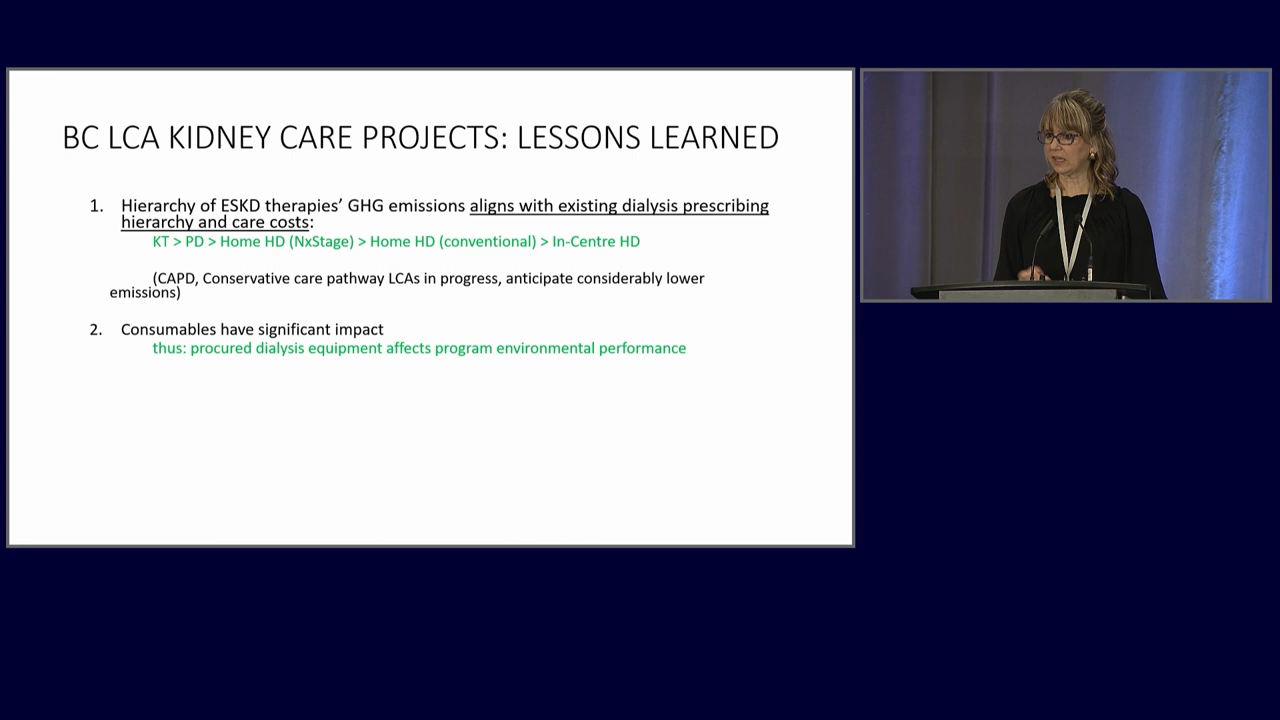 BC LCA KIDNEY CARE PROJECTS: LESSONS LEARNED
1. Hierarchy of ESKD therapies’ GHG emissions aligns with existing dialysis prescribing
hierarchy and care costs:
KT > PD > Home HD (NxStage) > Home HD (conventional) > In-Centre HD
(CAPD, Conservative care pathway LCAs in progress, anticipate considerably lower
emissions)
2. Consumables have significant impact
thus: procured dialysis equipment affects program environmental performance